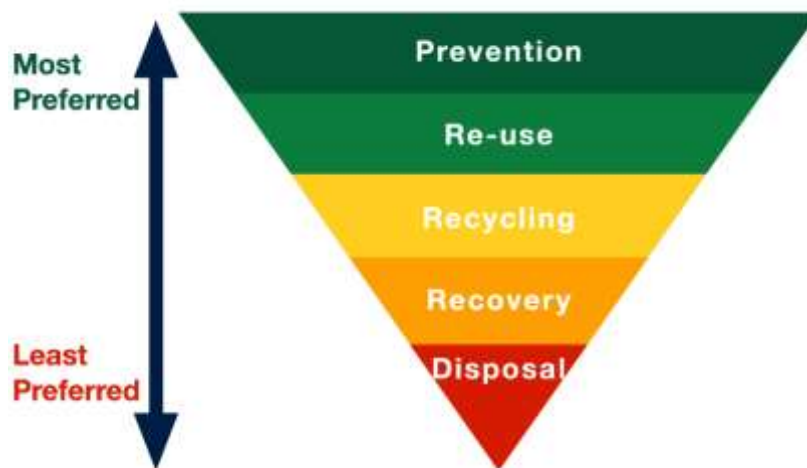 Most
Preferred
Prevention
Re-use
Recycling
Recovery
Least
Preferred
Disposal